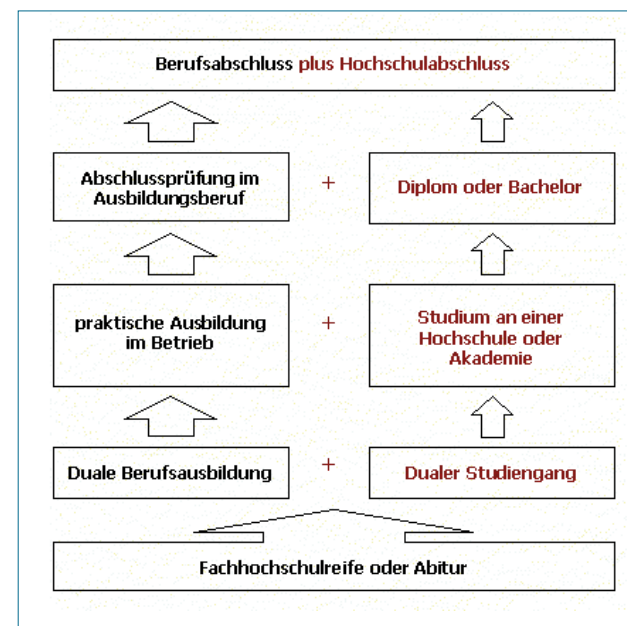 Berufsabschluss plus Hochschulabschluss
Abschlussprüfung im
Ausbildungsberuf
+
Diplom oder Bachelor
praktische Ausbildung
im Betrieb
+
Studium an einer
Hochschule oder
Akademie
Duale Berufsausbildung
+
Dualer Studiengang
Fachhochschulreife oder Abitur